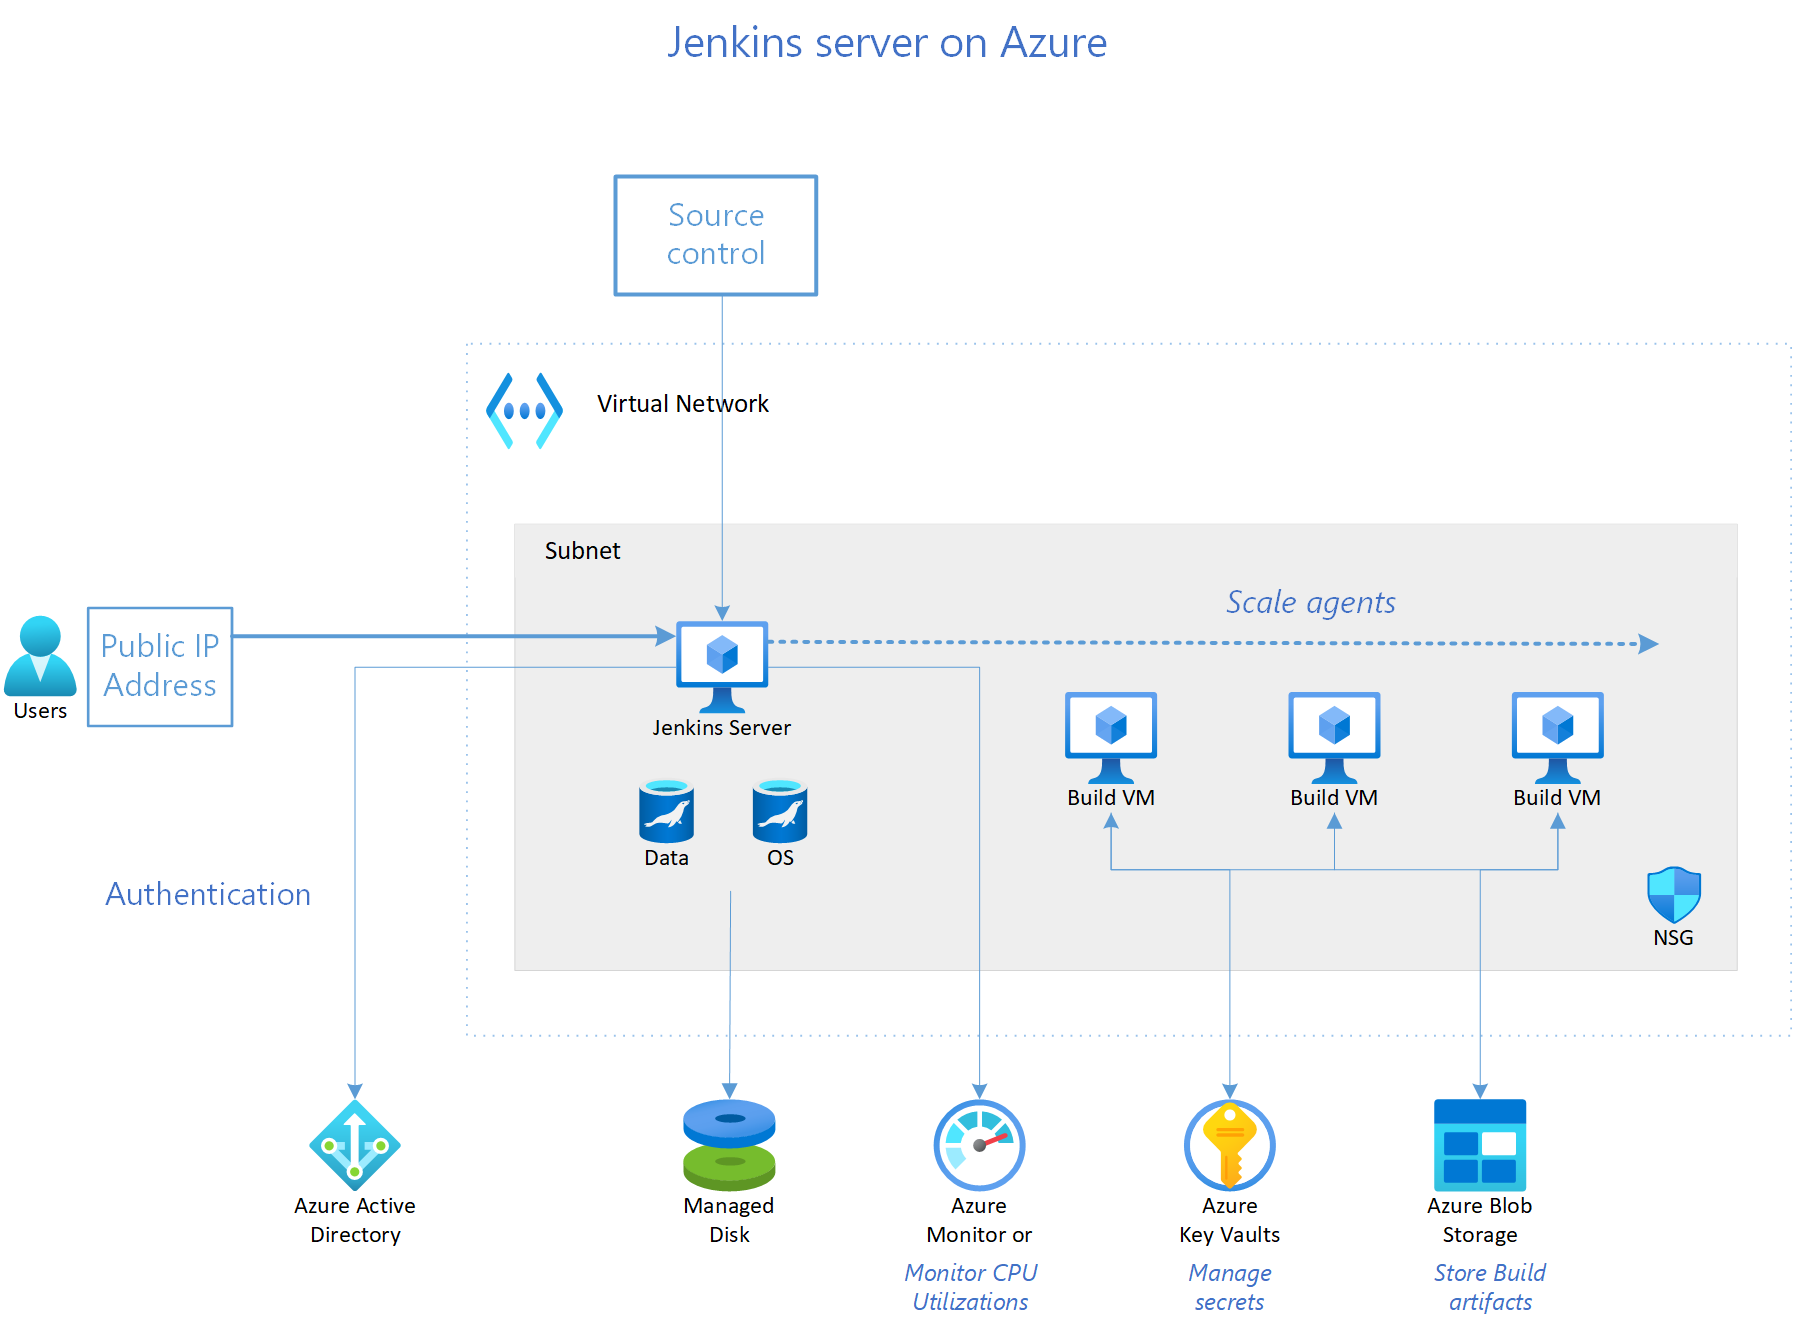 Jenkins server on Azure
Source
control
Virtual Network
Subnet
Scale agents
Public IP
Address
Users
Jenkins Server
Build VM
Build VM
Build VM
Data
OS
Authentication
NSG
Azure Active
Directory
Managed
Disk
Azure
Monitor or
Monitor CPU
Utilizations
Azure
Key Vaults
Manage
secrets
Azure Blob
Storage
Store Build
artifacts